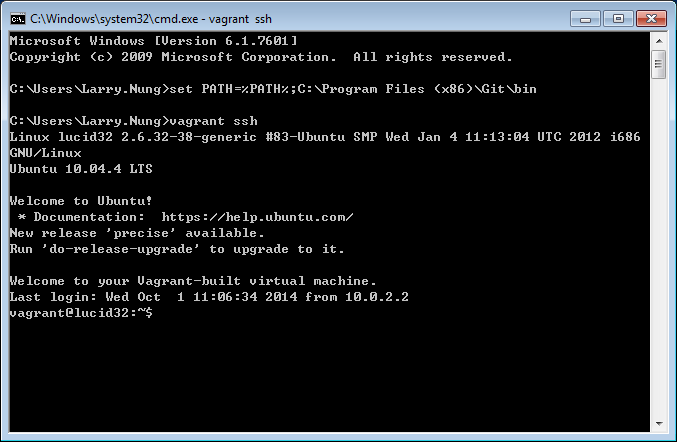 C:\Windows\system32\cmd.exe - vagrant ssh
Microsoft Windows [Version 6.1.7601]
Copyright (c) 2009 Microsoft Corporation.  All rights reserved.
C:\Users\Larry.Nung>set PATH=%PATH%;C:\Program Files (x86)\Git\bin
C:\Users\Larry.Nung>vagrant ssh
Linux lucid32 2.6.32-38-generic #83-Ubuntu SMP Wed Jan 4 11:13:04 UTC 2012 i686
GNU/Linux
Ubuntu 10.04.4 LTS
Welcome to Ubuntu!
 * Documentation:  https://help.ubuntu.com/
New release 'precise' available.
Run 'do-release-upgrade' to upgrade to it.
Welcome to your Vagrant-built virtual machine.
Last login: Wed Oct  1 11:06:34 2014 from 10.0.2.2
vagrant@lucid32:~$